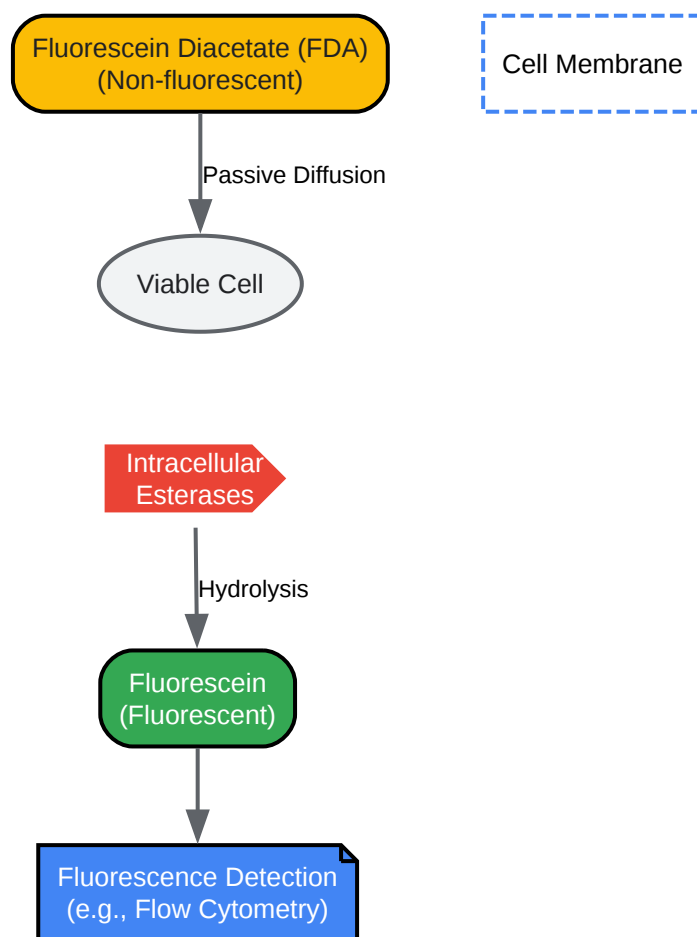 Fluorescein Diacetate (FDA)
(Non-fluorescent)
Cell Membrane
Passive Diffusion
Viable Cell
Intracellular
Esterases
Hydrolysis
Fluorescein
(Fluorescent)
Fluorescence Detection
(e.g., Flow Cytometry)